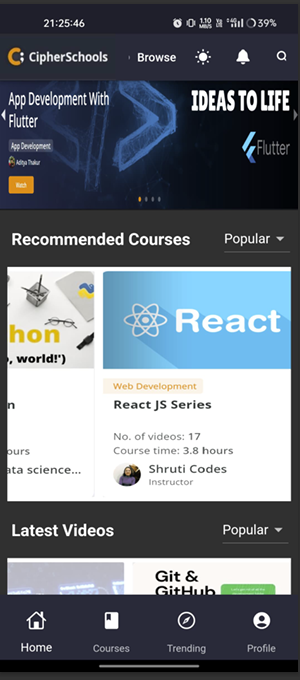 21:25:46
1.10
MB/S
39%
CipherSchools
Browse
App Development With
Flutter
App Development
Aditya Thakur
Watch
IDEAS TO LIFE
Flutter
Recommended Courses
Popular
hon
o, world!')
n
ours
ata science...
React
Web Development
React JS Series
No. of videos: 17
Course time: 3.8 hours
Shruti Codes
Instructor
Latest Videos
Popular
Git &
GitHub
Home
Courses
Trending
Profile